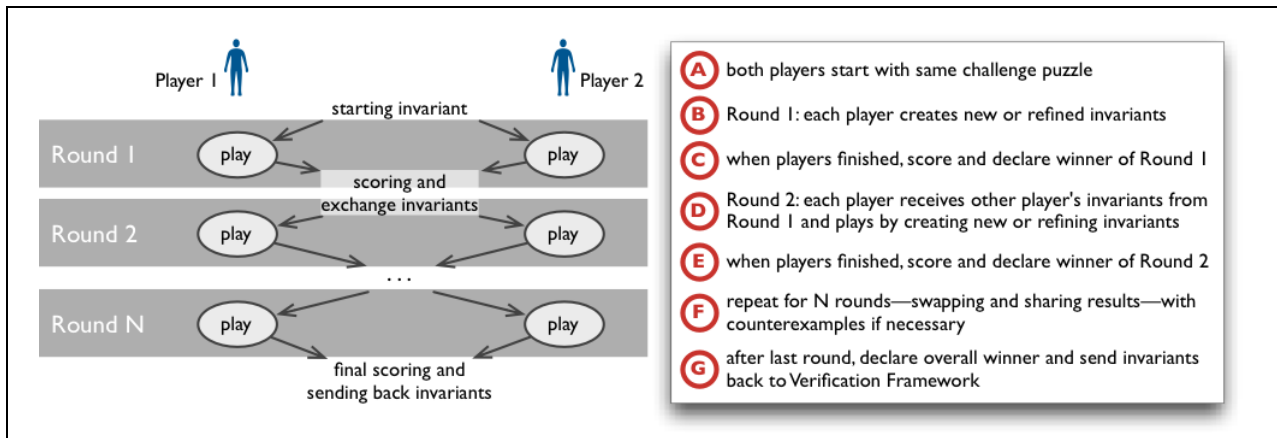 Player 1
Player 2
starting invariant
Round 1
play
play
scoring and
exchange invariants
Round 2
play
play
. . .
Round N
play
play
final scoring and
sending back invariants
A both players start with same challenge puzzle
B Round 1: each player creates new or refined invariants
C when players finished, score and declare winner of Round 1
D Round 2: each player receives other player's invariants from
Round 1 and plays by creating new or refining invariants
E when players finished, score and declare winner of Round 2
F repeat for N rounds—swapping and sharing results—with
counterexamples if necessary
G after last round, declare overall winner and send invariants
back to Verification Framework